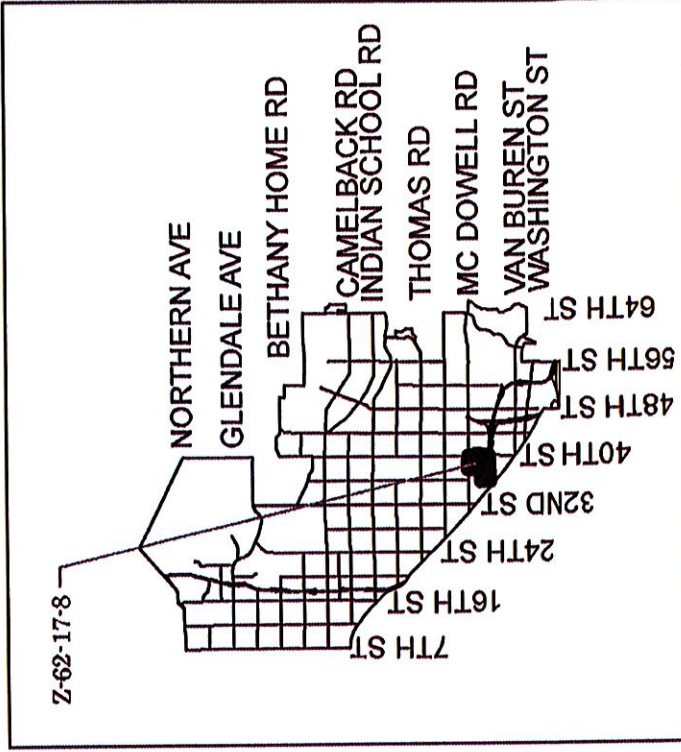 Z-62-17-8
NORTHERN AVE
GLENDALE AVE
BETHANY HOME RD
CAMELBACK RD
INDIAN SCHOOL RD
THOMAS RD
MC DOWELL RD
VAN BUREN ST
WASHINGTON ST
7TH ST
16TH ST
24TH ST
32ND ST
40TH ST
48TH ST
56TH ST
64TH ST